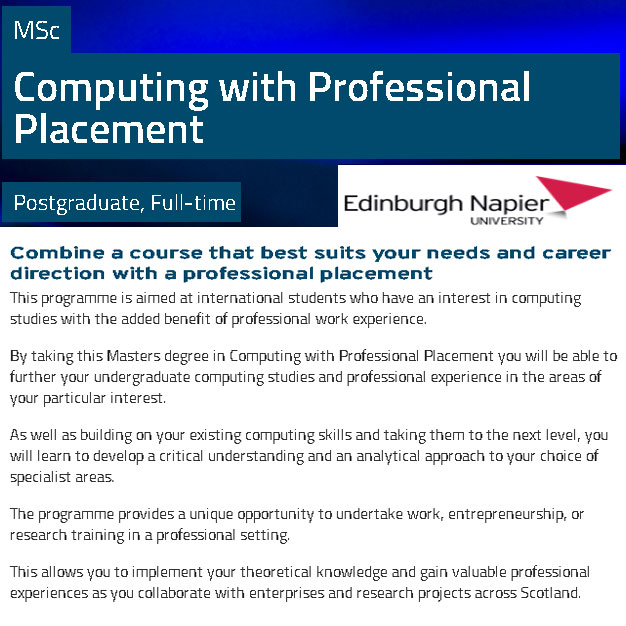 MSc
Computing with Professional
Placement
Postgraduate, Full-time
Edinburgh Napier
UNIVERSITY
Combine a course that best suits your needs and career
direction with a professional placement
This programme is aimed at international students who have an interest in computing
studies with the added benefit of professional work experience.
By taking this Masters degree in Computing with Professional Placement you will be able to
further your undergraduate computing studies and professional experience in the areas of
your particular interest.
As well as building on your existing computing skills and taking them to the next level, you
will learn to develop a critical understanding and an analytical approach to your choice of
specialist areas.
The programme provides a unique opportunity to undertake work, entrepreneurship, or
research training in a professional setting.
This allows you to implement your theoretical knowledge and gain valuable professional
experiences as you collaborate with enterprises and research projects across Scotland.